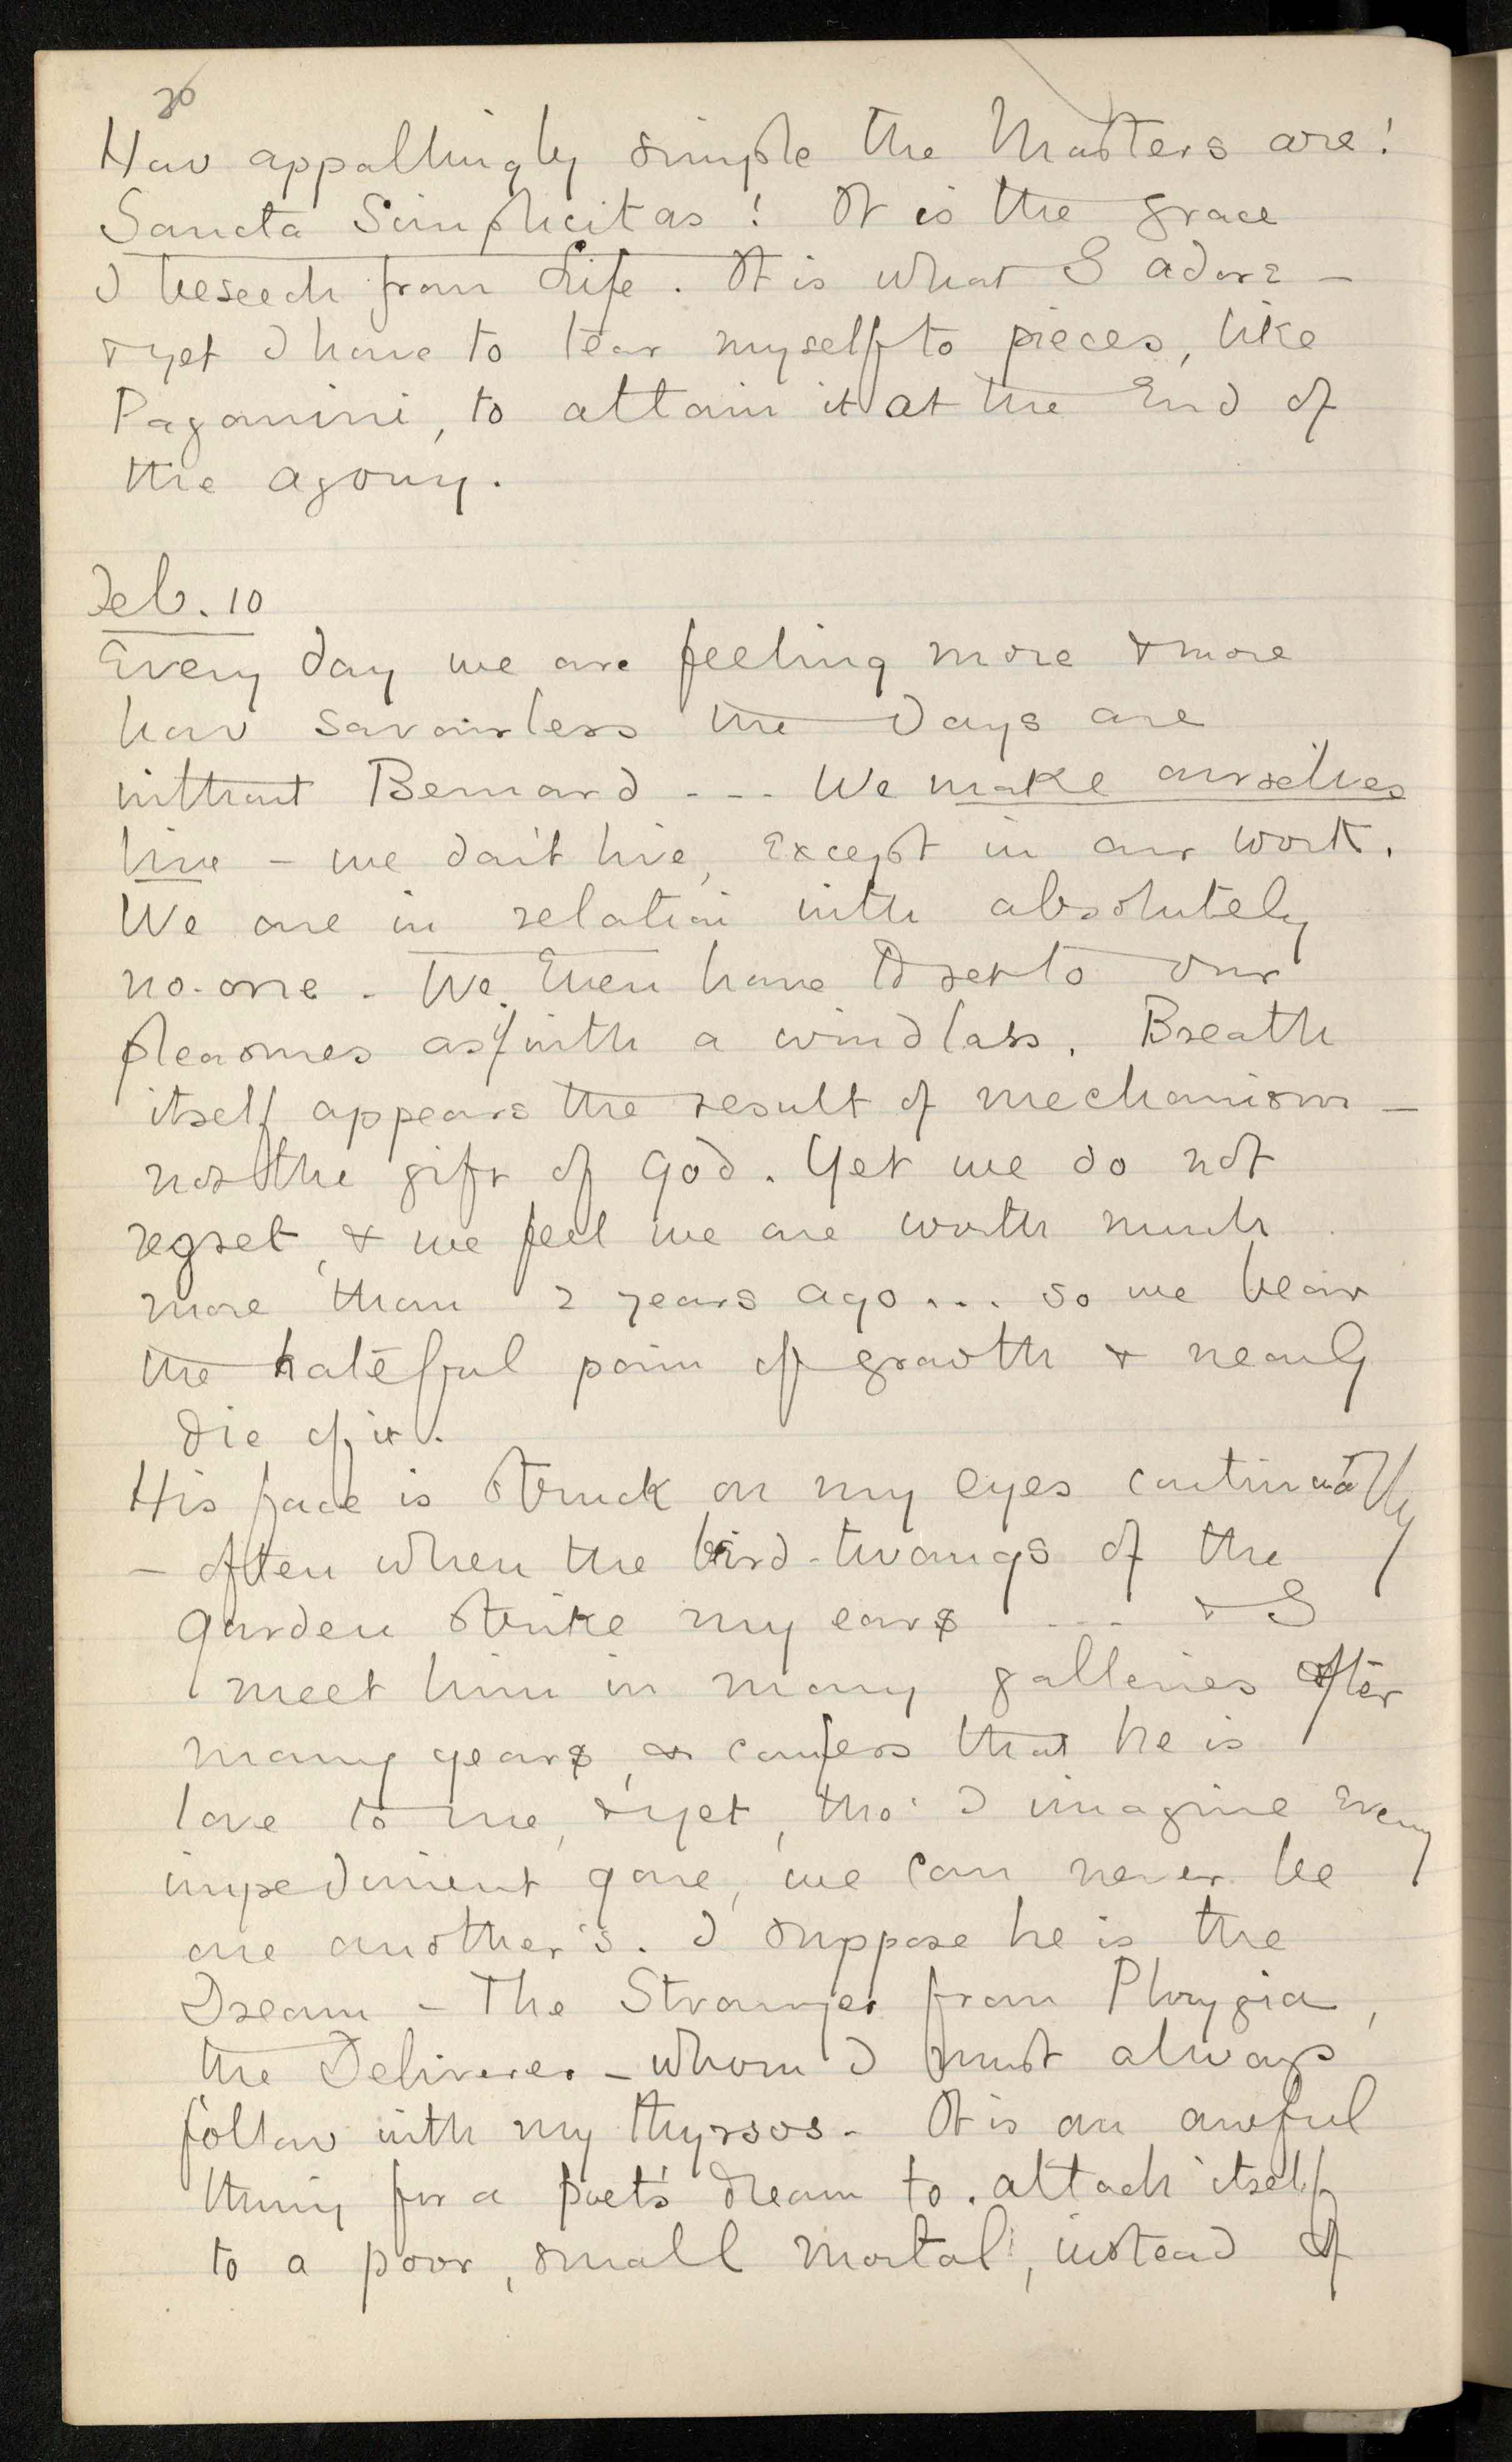 20
How appallingly simple the Masters are!
Sancta Simplicitas! It is the grace
I beseech from Life. It is what I adore —
& yet I have to tear myself to pieces, like
Paganini, to attain it at the End of
the agony.
Feb. 10
Every day we are feeling more & more
how savourless the days are
without Bernard - - - We make ourselves
live – we don't live, except in our work.
We are in relation with absolutely
no-one. We even have to set to our
pleasures as if with a windlass. Breath
itself appears the result of mechanism —
not the gift of God. Yet we do not
regret, & we feel we are worth much
more than 2 years ago ... so we bear
the hateful pain of growth & nearly
die of it.
His face is struck on my eyes continually
– often when the bird-twangs of the
garden strike my ears - - - & I
meet him in many galleries after
many years, & confess that he is
love to me, & yet, tho' I imagine every
impediment gone, we can never be
one another's. I suppose he is the
Dream – The Stranger from Phrygia,
the Deliverer – whom I must always
follow with my thyrsos. It is an awful
thing for a poet's dream to attach itself
to a poor, small mortal, instead of